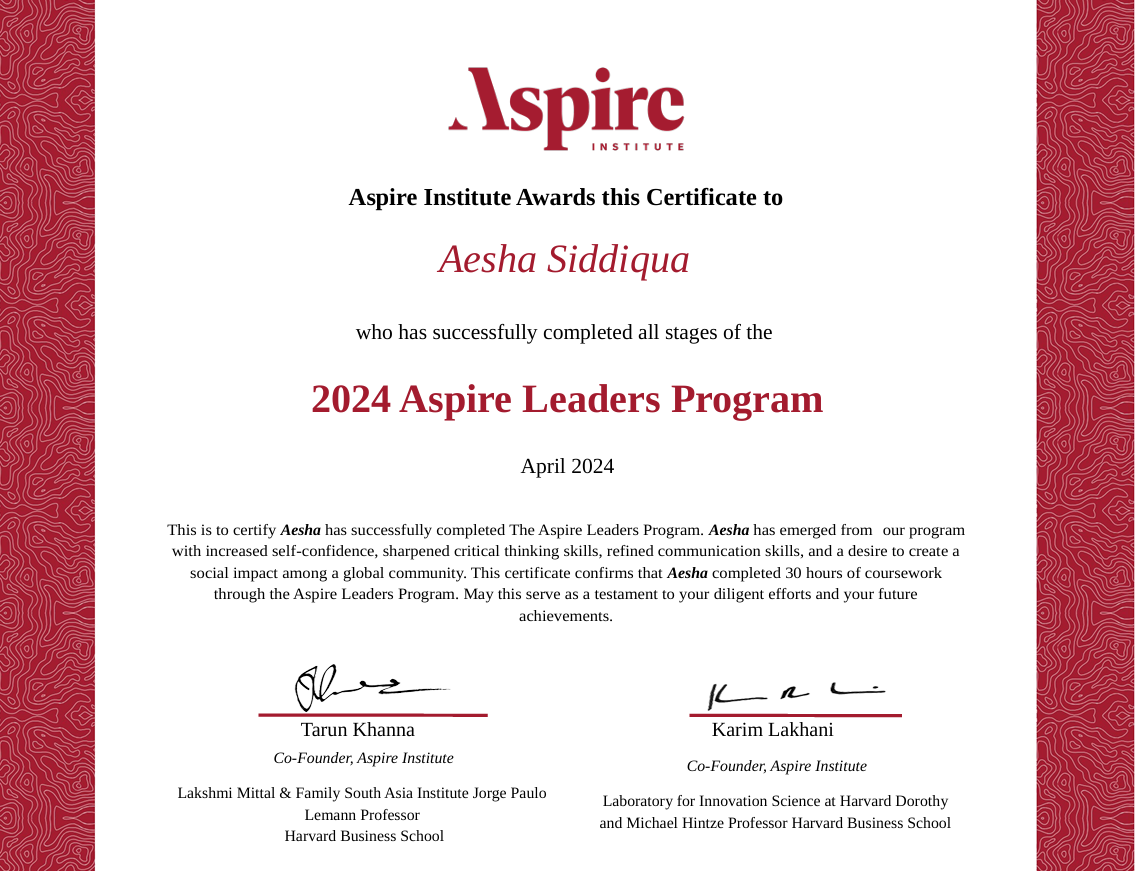 Aspire
INSTITUTE
Aspire Institute Awards this Certificate to
Aesha Siddiqua
who has successfully completed all stages of the
2024 Aspire Leaders Program
April 2024
This is to certify Aesha has successfully completed The Aspire Leaders Program. Aesha has emerged from our program
with increased self-confidence, sharpened critical thinking skills, refined communication skills, and a desire to create a
social impact among a global community. This certificate confirms that Aesha completed 30 hours of coursework
through the Aspire Leaders Program. May this serve as a testament to your diligent efforts and your future
achievements.
Tarun Khanna
Co-Founder, Aspire Institute
Lakshmi Mittal & Family South Asia Institute Jorge Paulo
Lemann Professor
Harvard Business School
Karim Lakhani
Co-Founder, Aspire Institute
Laboratory for Innovation Science at Harvard Dorothy
and Michael Hintze Professor Harvard Business School